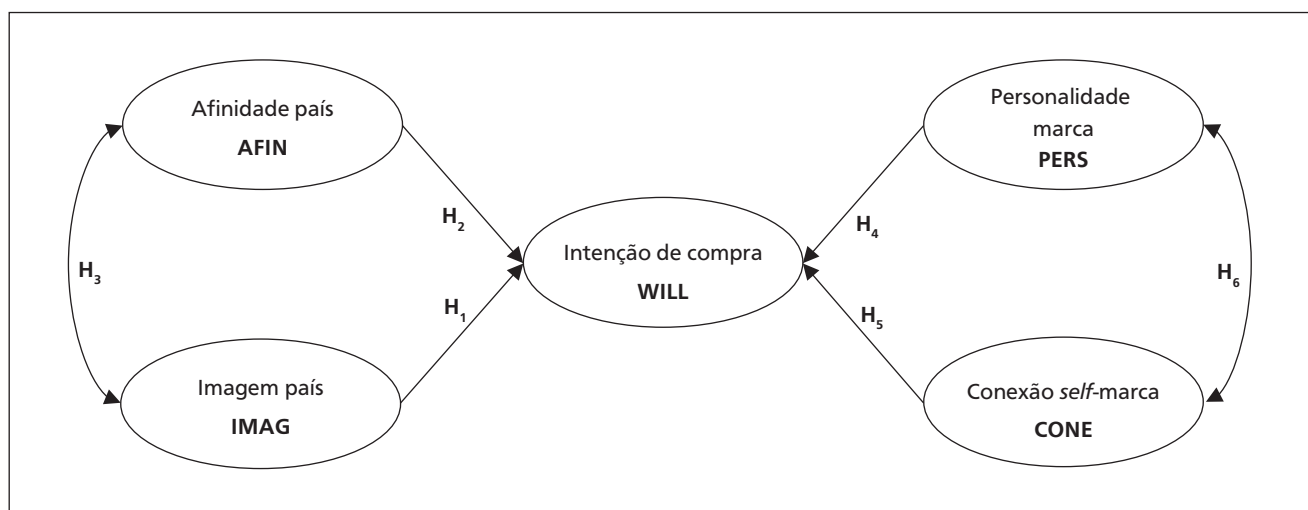 Afinidade país
AFIN
Personalidade
marca
PERS
H2
H4
Intenção de compra
WILL
H3
H6
H1
H5
Imagem país
IMAG
Conexão self-marca
CONE